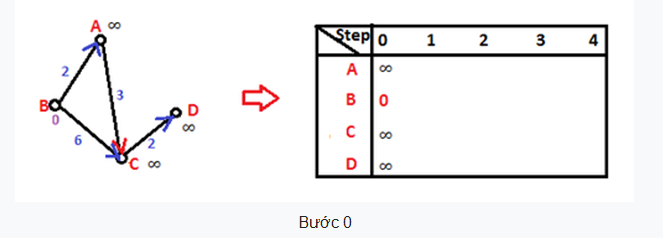 A ∞
2
3
B
0
6
2
D
∞
C ∞
Step 0 1 2 3 4
A ∞
B 0
C ∞
D ∞
Bước 0